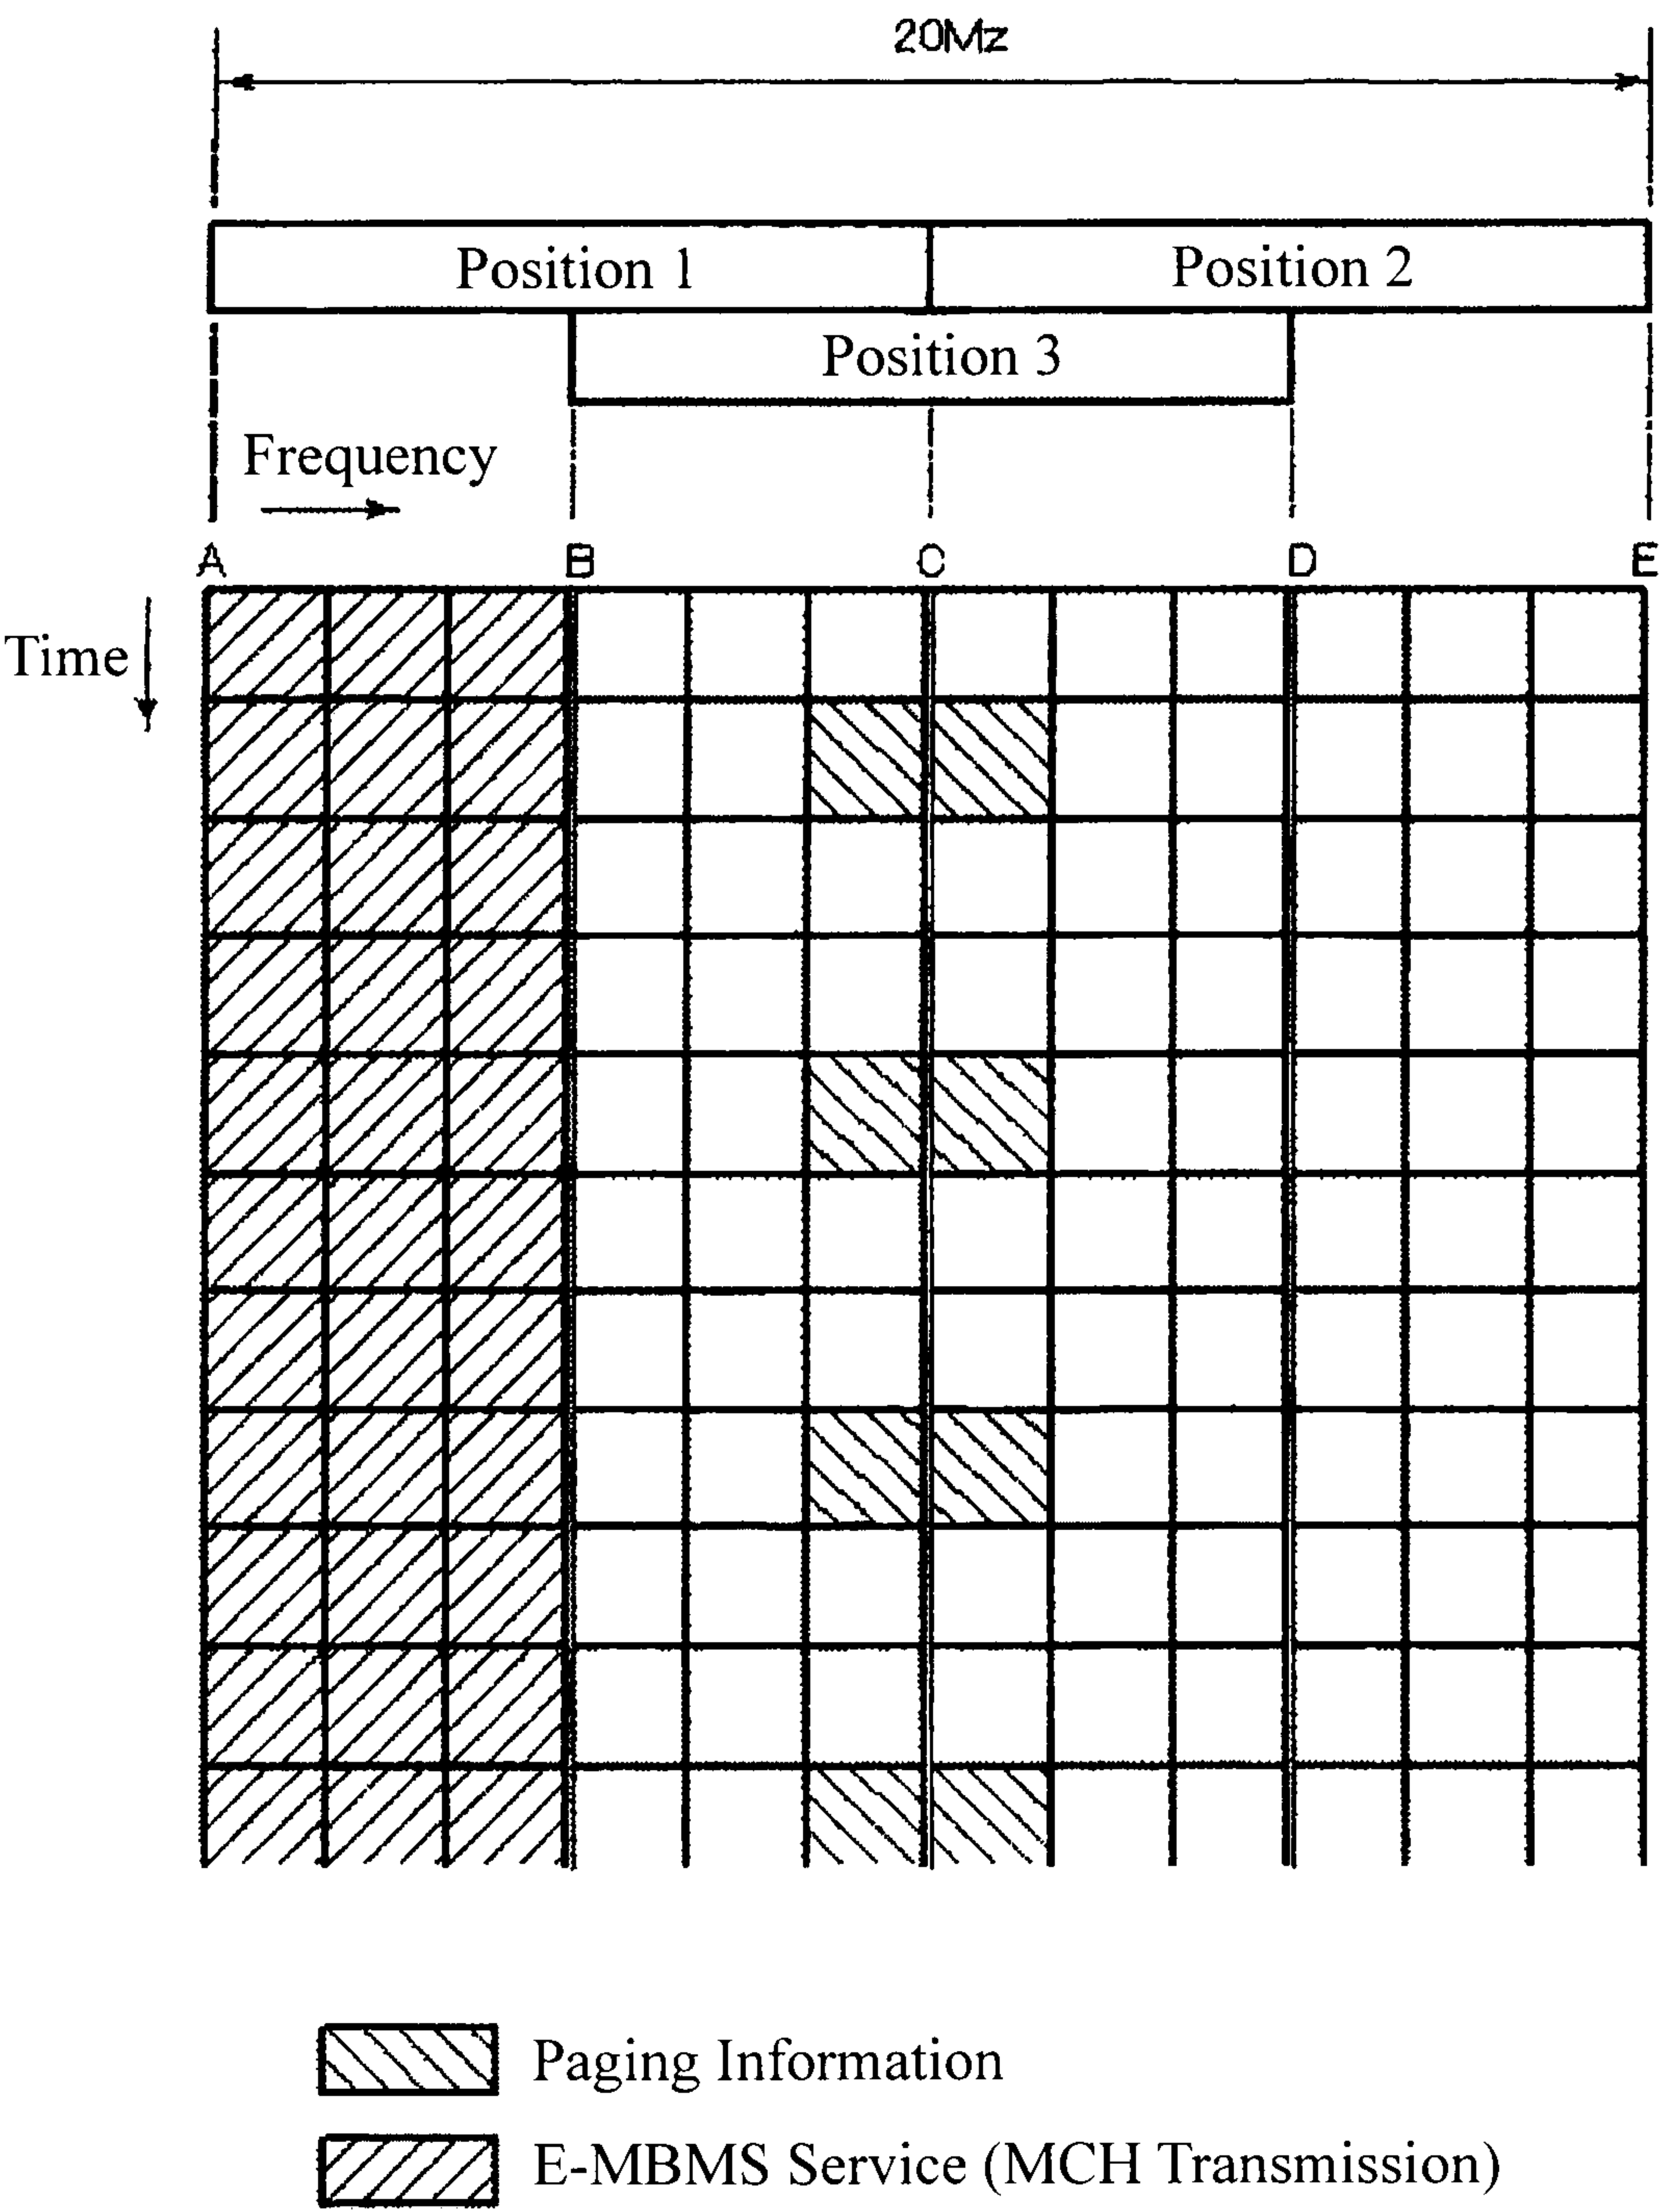 20Mz
Position 1
Position 2
Position 3
Frequency
A B C D E
Time
Paging Information
E-MBMS Service (MCH Transmission)